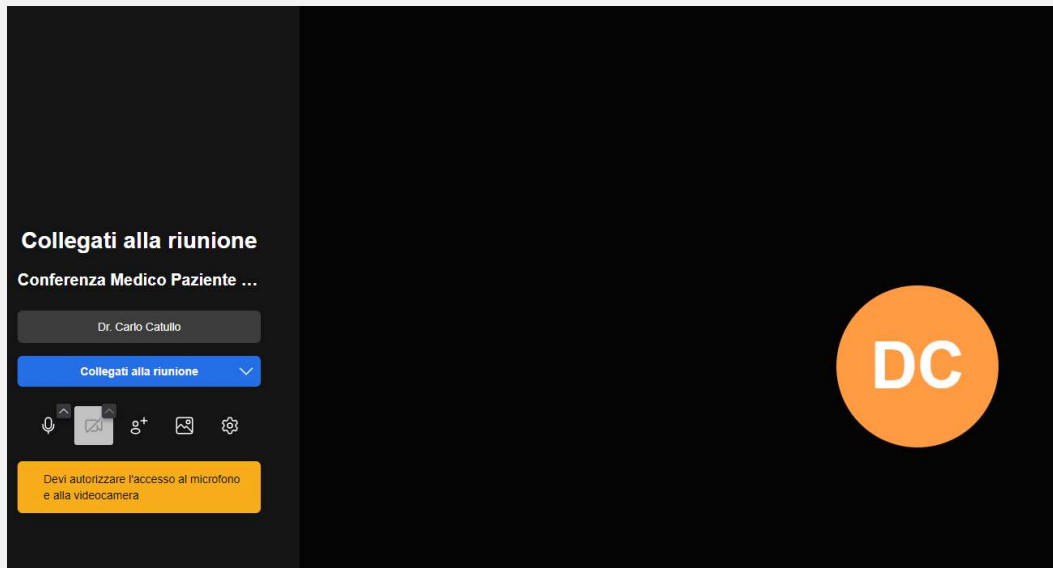 Collegati alla riunione
Conferenza Medico Paziente ...
Dr. Carlo Catullo
Collegati alla riunione
Devi autorizzare l'accesso al microfono
e alla videocamera
DC